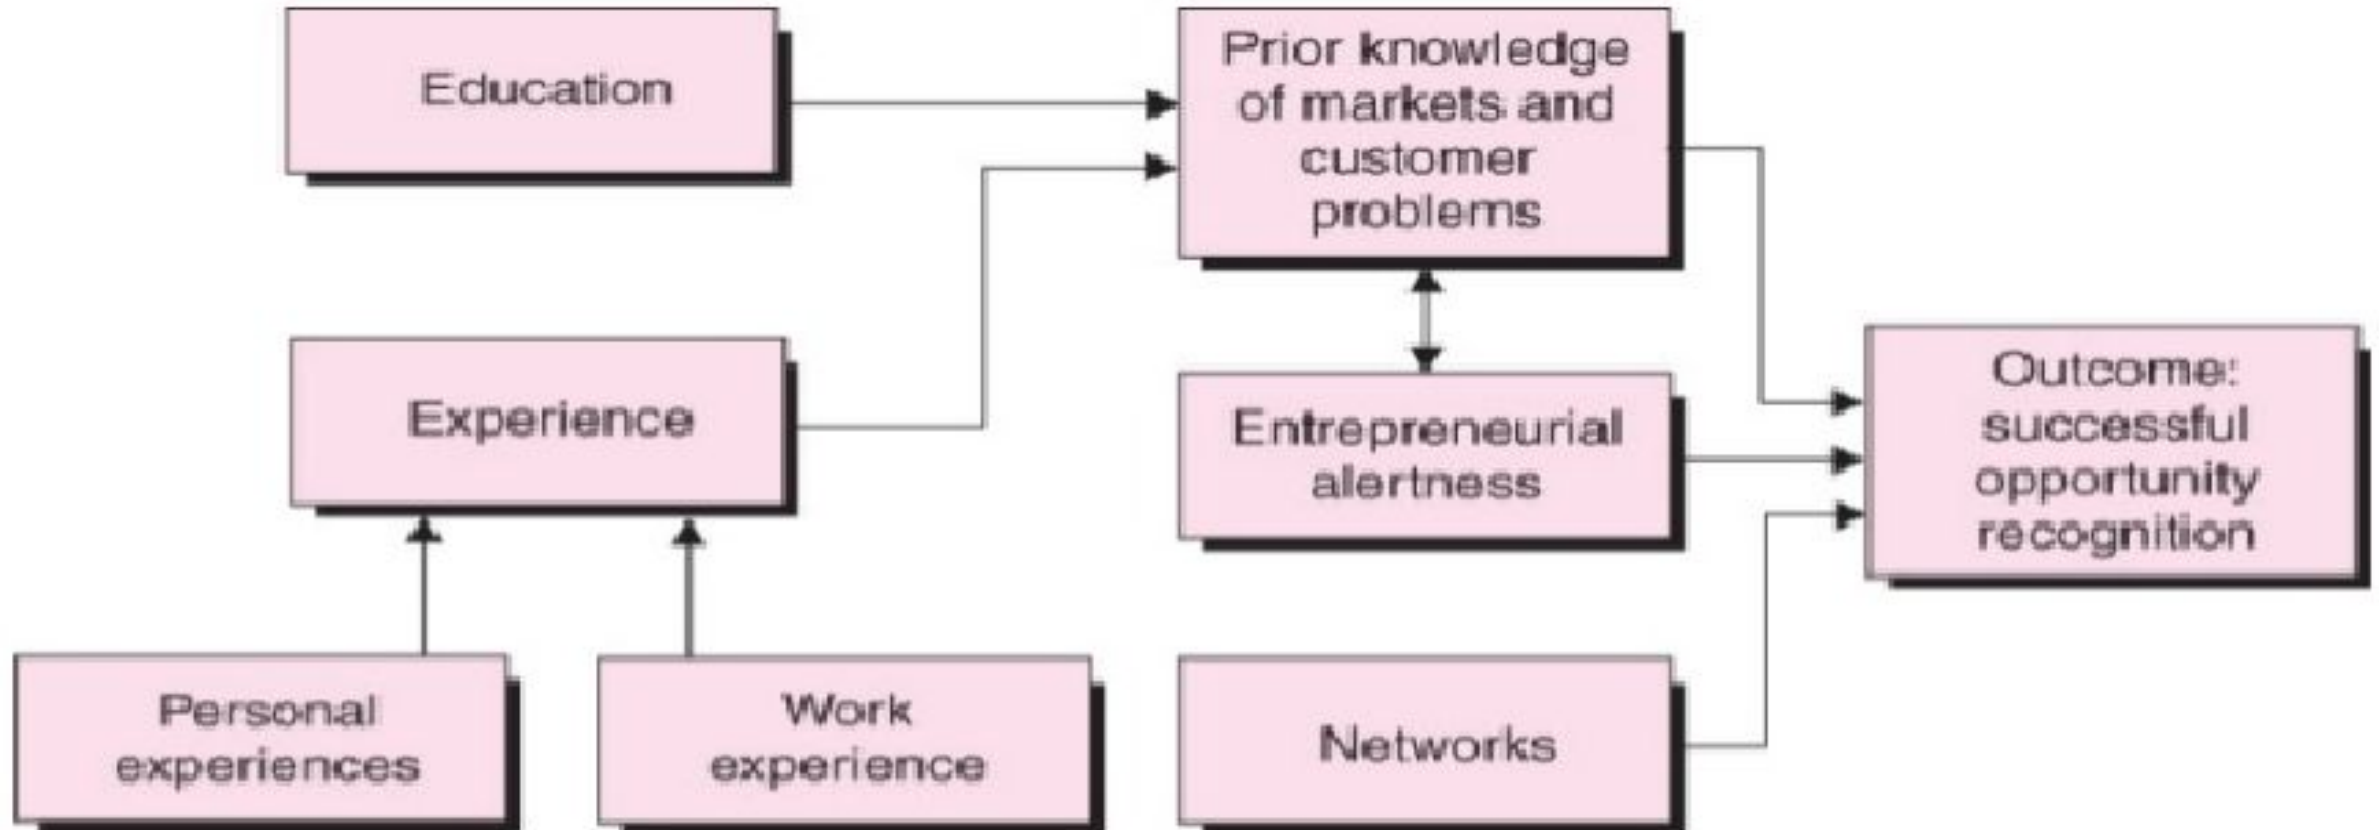 Education
Prior knowledge
of markets and
customer
problems
Experience
Entrepreneurial
alertness
Outcome:
successful
opportunity
recognition
Personal
experiences
Work
experience
Networks